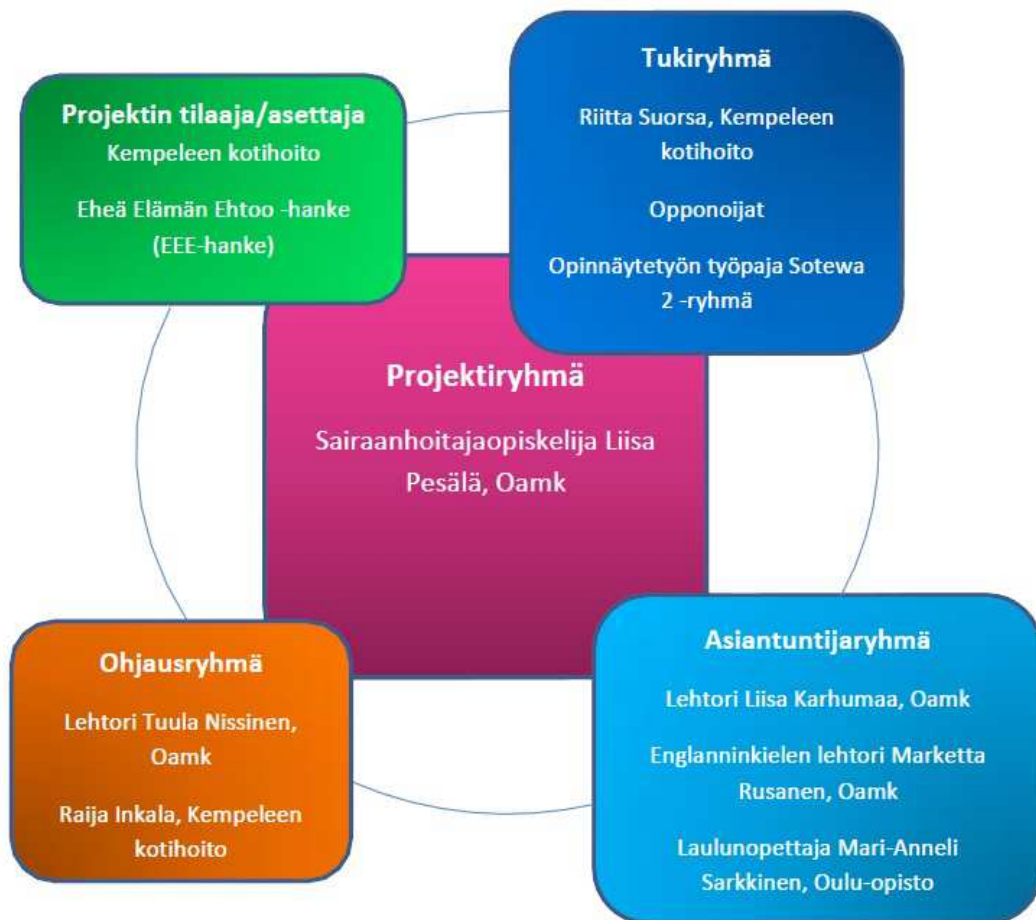 Projektin tilaaja/asettaja
Kempeleen kotihoito
Eheä Elämän Ehtoo -hanke
(EEE-hanke)
Tukiryhmä
Riitta Suorsa, Kempeleen
kotihoito
Opponoijat
Opinnäytetyön työpaja Sotewa
2 -ryhmä
Projektiryhmä
Sairaanhoitajaopiskelija Liisa
Pesälä, Oamk
Ohjausryhmä
Lehtori Tuula Nissinen,
Oamk
Raija Inkala, Kempeleen
kotihoito
Asiantuntijaryhmä
Lehtori Liisa Karhumaa, Oamk
Englanninkielen lehtori Marketta
Rusanen, Oamk
Laulunopettaja Mari-Anneli
Sarkkinen, Oulu-opisto